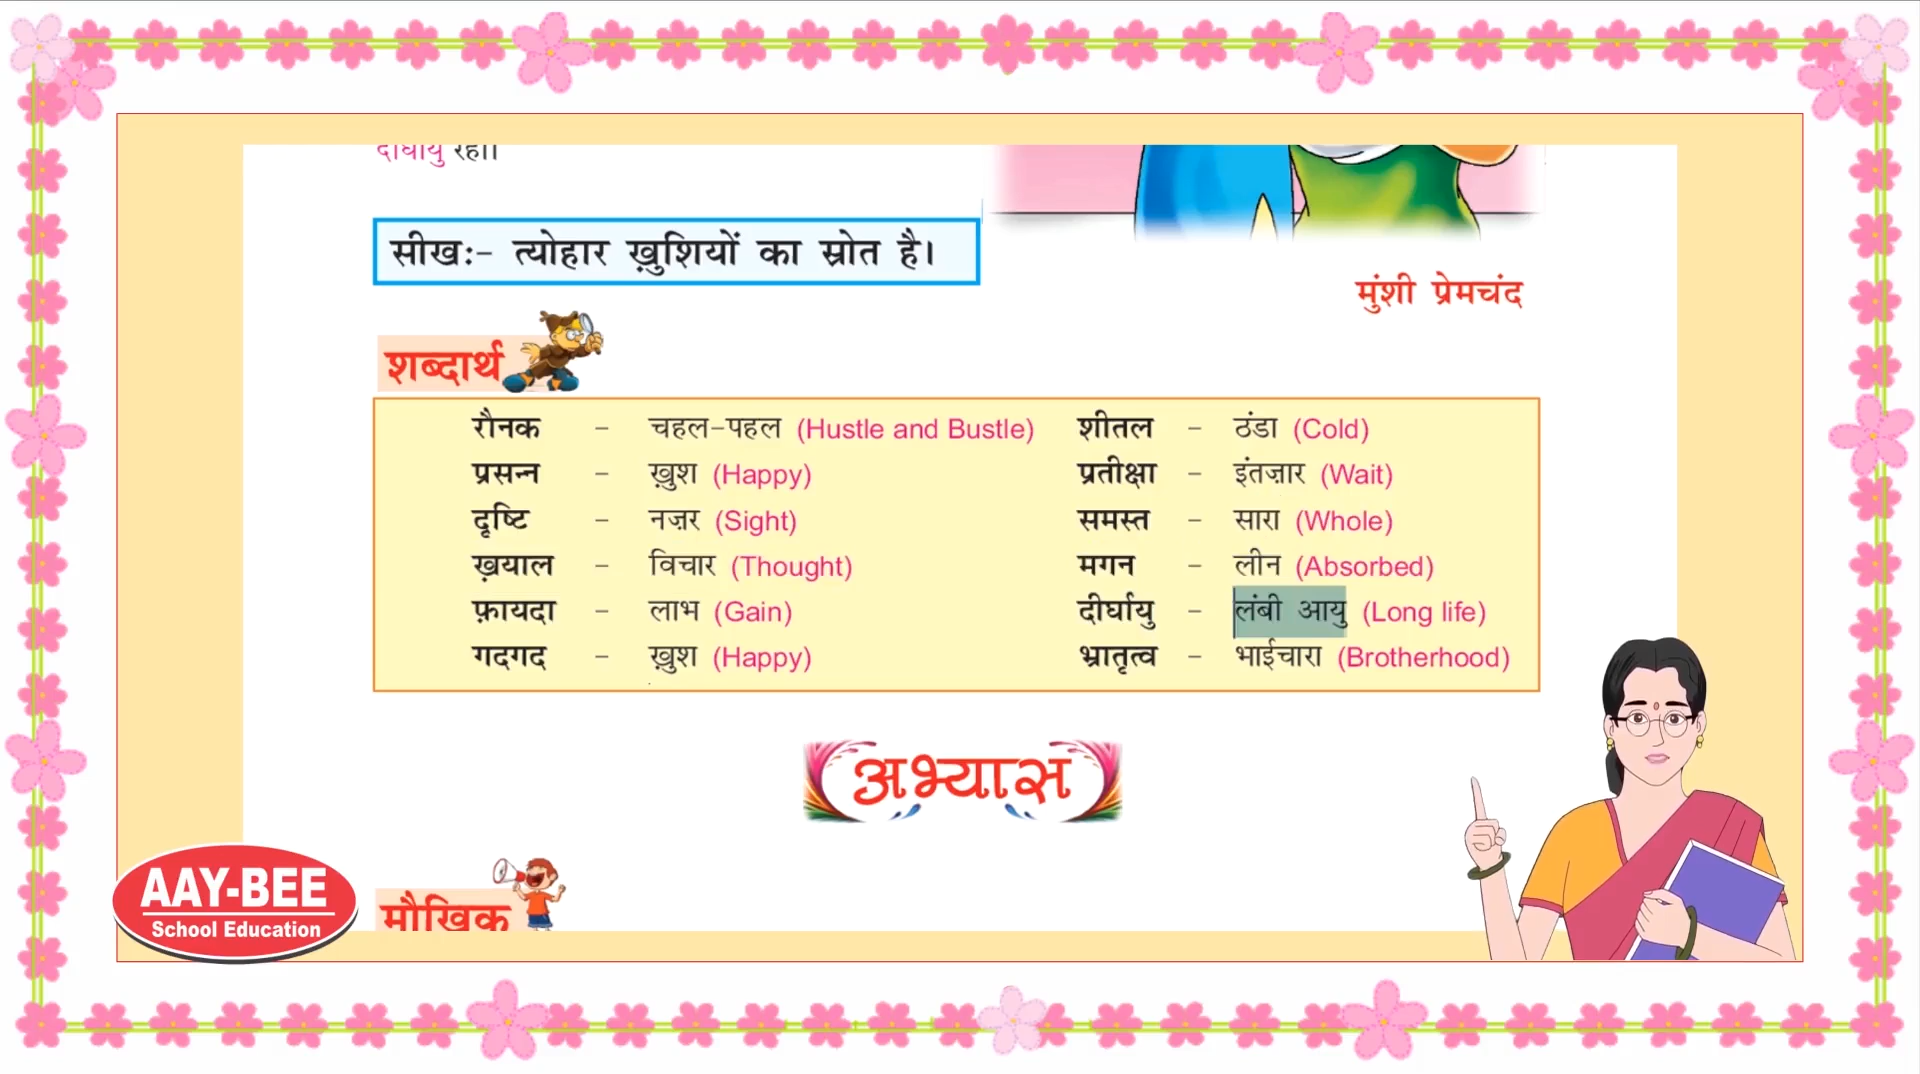 दीर्घायु रहो।
सीखः- त्योहार ख़ुशियों का स्रोत है।
मुंशी प्रेमचंद
शब्दार्थ
रौनक - चहल-पहल (Hustle and Bustle) शीतल - ठंडा (Cold)
प्रसन्न - ख़ुश (Happy) प्रतीक्षा - इंतज़ार (Wait)
दृष्टि - नज़र (Sight) समस्त - सारा (Whole)
ख़याल - विचार (Thought) मगन - लीन (Absorbed)
फ़ायदा - लाभ (Gain) दीर्घायु - लंबी आयु (Long life)
गदगद - ख़ुश (Happy) भ्रातृत्व - भाईचारा (Brotherhood)
अभ्यास
मौखिक
AAY-BEE
School Education